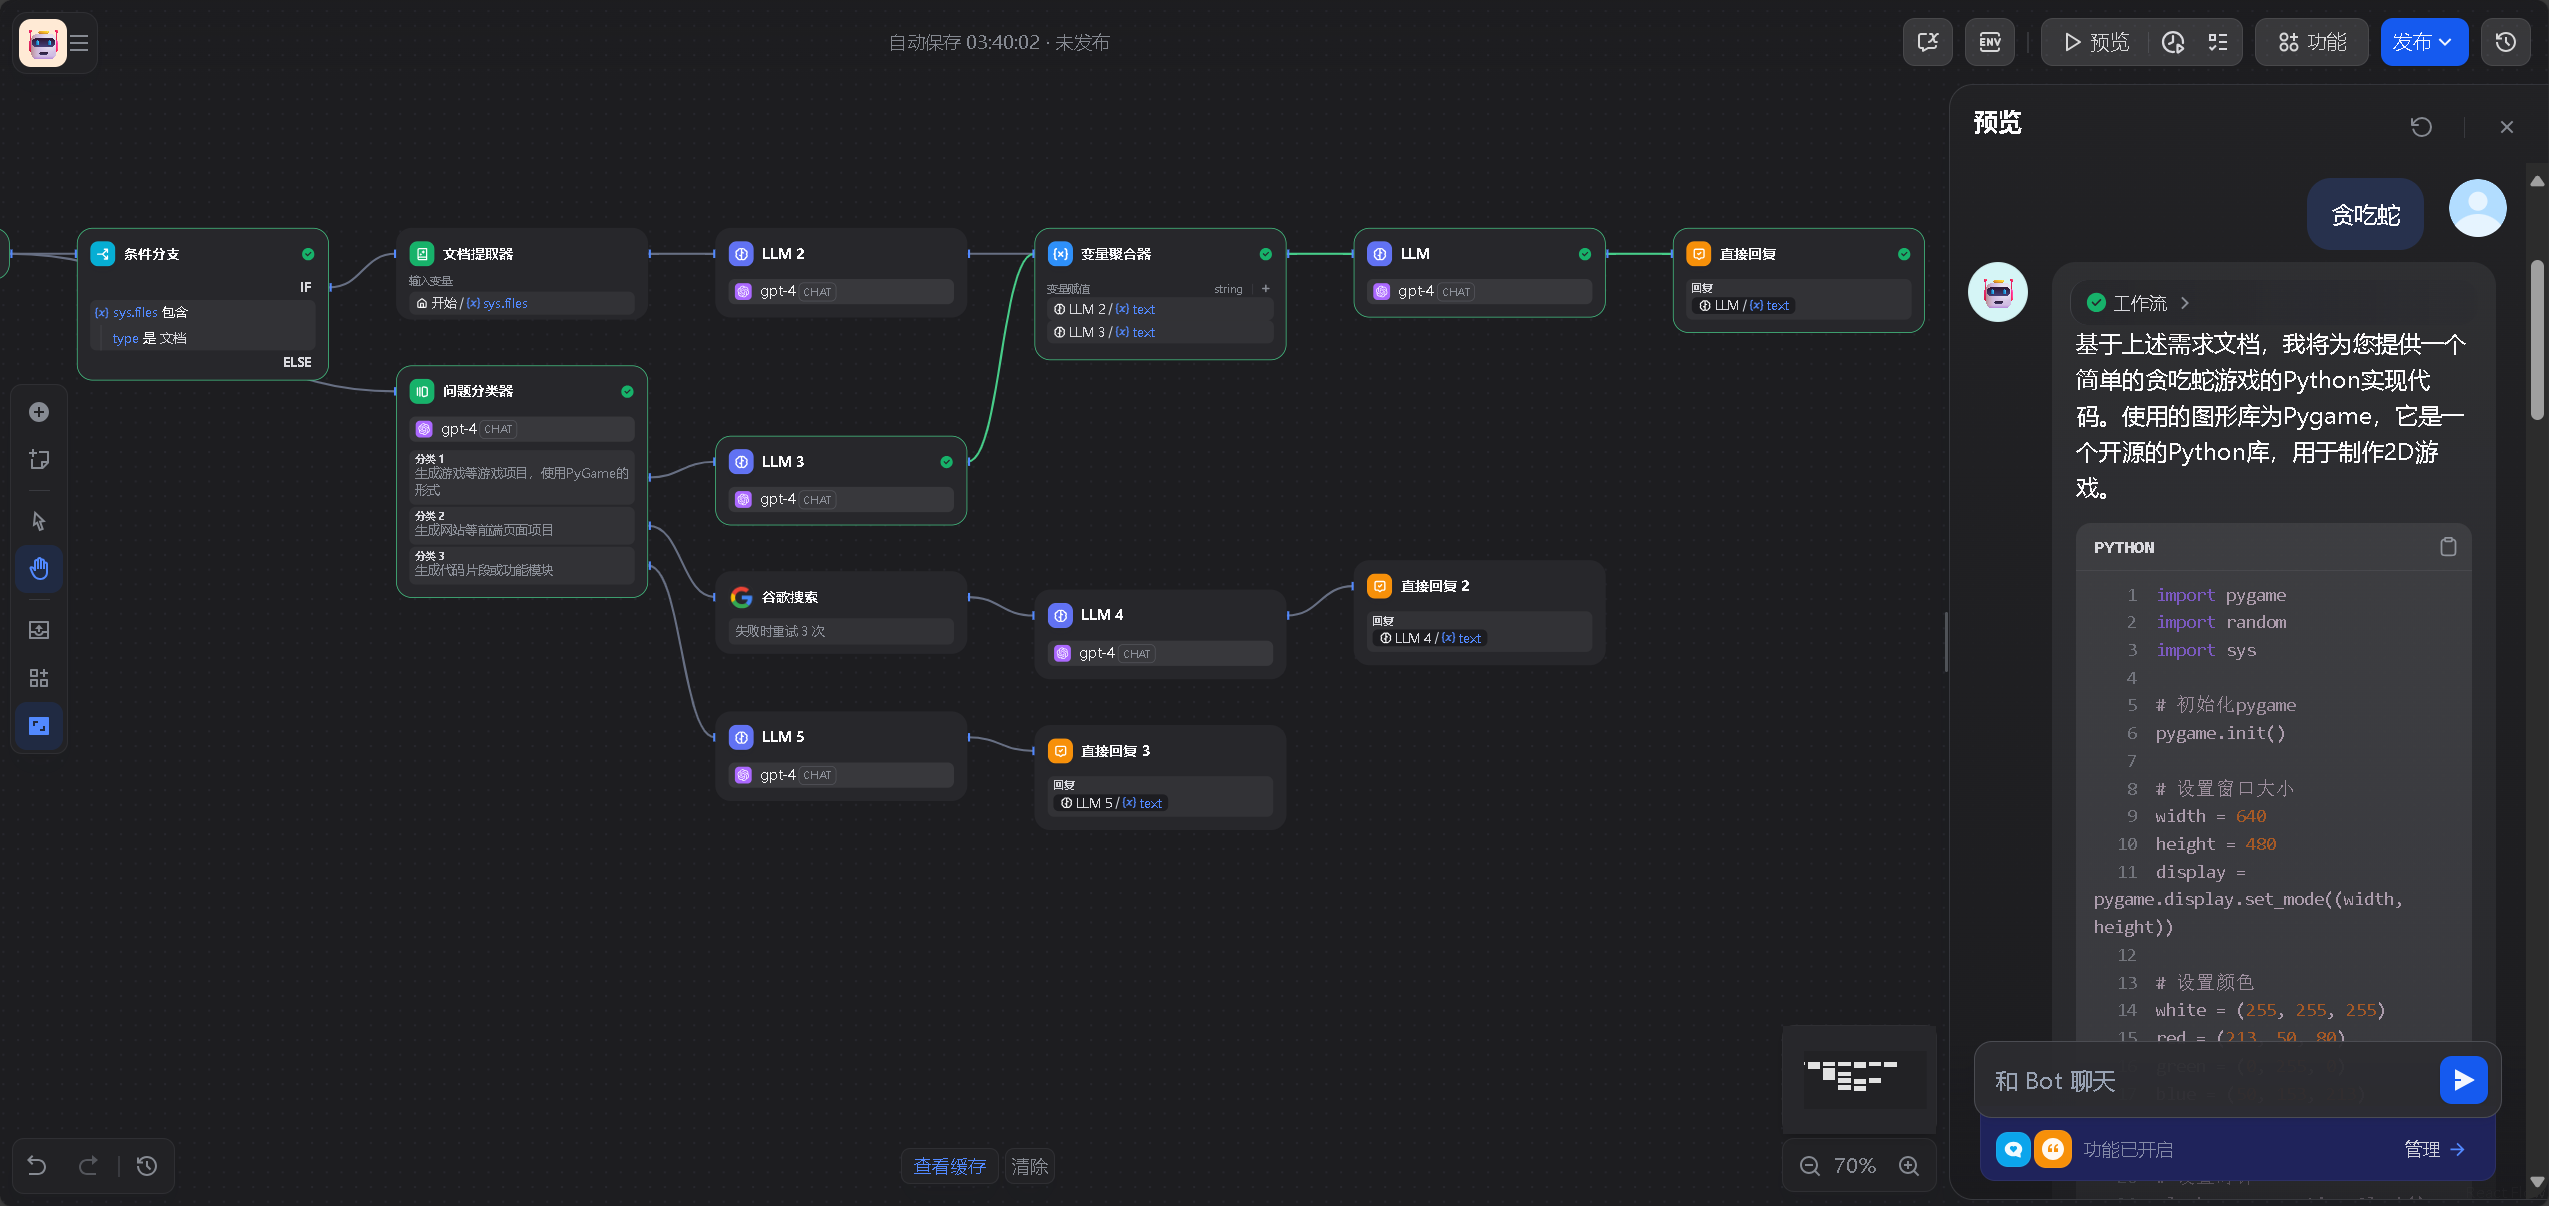 自动保存 03:40:02 · 未发布
ENV
预览
功能
发布
条件分支
IF
{x} sys.files 包含
type 是 文档
ELSE
文档提取器
输入变量
开始 / {x} sys.files
LLM 2
gpt-4 CHAT
变量聚合器
变量赋值 string +
LLM 2 / {x} text
LLM 3 / {x} text
LLM
gpt-4 CHAT
直接回复
回复
LLM / {x} text
问题分类器
gpt-4 CHAT
分类 1
生成游戏等游戏项目，使用PyGame的
形式
分类 2
生成网站等前端页面项目
分类 3
生成代码片段或功能模块
LLM 3
gpt-4 CHAT
谷歌搜索
失败时重试 3 次
LLM 4
gpt-4 CHAT
直接回复 2
回复
LLM 4 / {x} text
LLM 5
gpt-4 CHAT
直接回复 3
回复
LLM 5 / {x} text
查看缓存
清除
70%
预览
贪吃蛇
工作流
基于上述需求文档，我将为您提供一个
简单的贪吃蛇游戏的Python实现代
码。使用的图形库为Pygame，它是一
个开源的Python库，用于制作2D游
戏。
PYTHON
1 import pygame
2 import random
3 import sys
4
5 # 初始化pygame
6 pygame.init()
7
8 # 设置窗口大小
9 width = 640
10 height = 480
11 display =
pygame.display.set_mode((width,
height))
12
13 # 设置颜色
14 white = (255, 255, 255)
15 red = (213, 50, 80)
和 Bot 聊天
功能已开启
管理